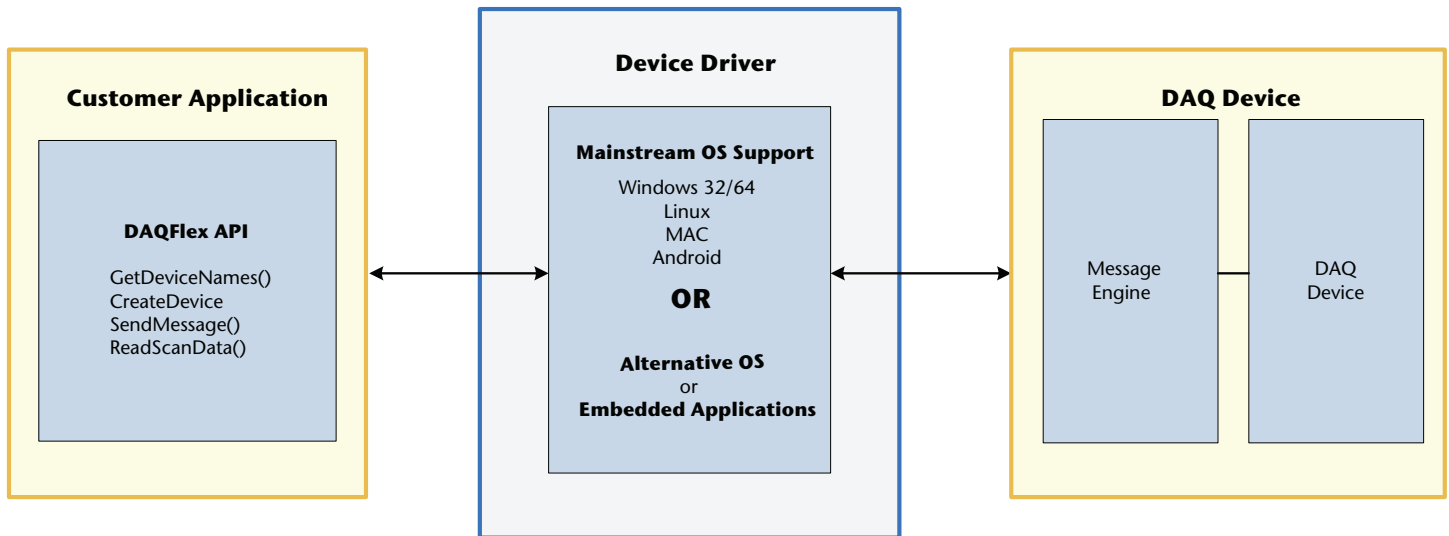 Customer Application
DAQFlex API
GetDeviceNames()
CreateDevice
SendMessage()
ReadScanData()
Device Driver
Mainstream OS Support
Windows 32/64
Linux
MAC
Android
OR
Alternative OS
or
Embedded Applications
DAQ Device
Message
Engine
DAQ
Device